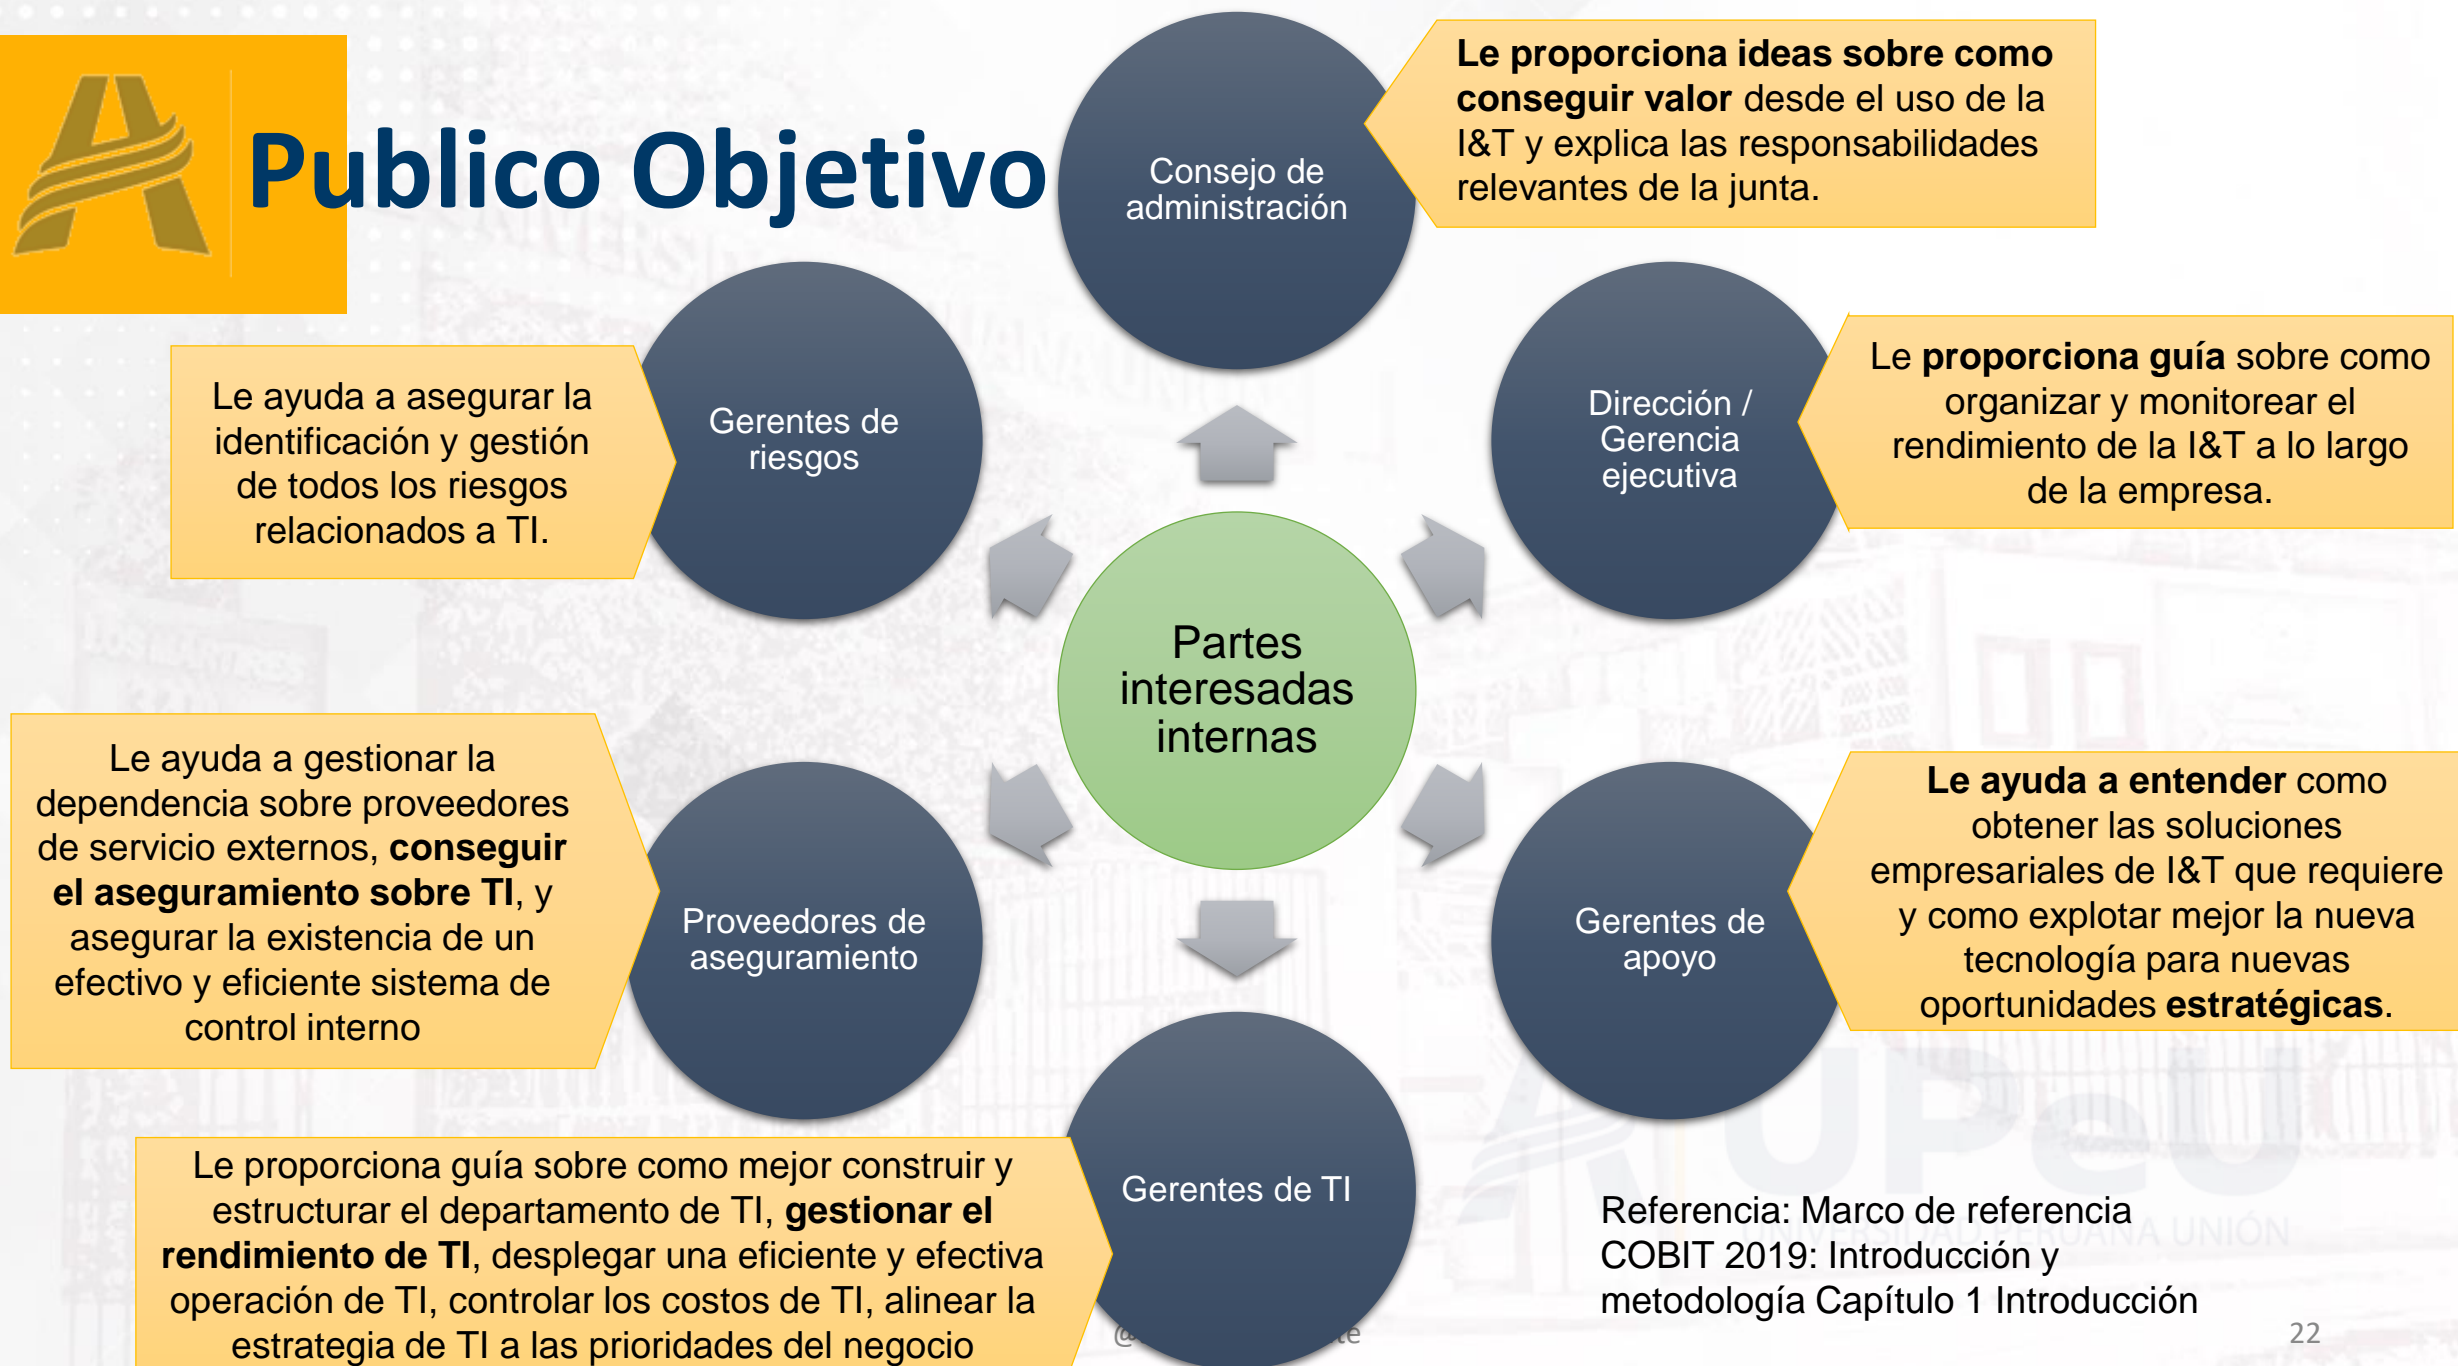 Publico Objetivo
Consejo de
administración
Le proporciona ideas sobre como
conseguir valor desde el uso de la
I&T y explica las responsabilidades
relevantes de la junta.
Gerentes de
riesgos
Le ayuda a asegurar la
identificación y gestión
de todos los riesgos
relacionados a TI.
Dirección /
Gerencia
ejecutiva
Le proporciona guía sobre como
organizar y monitorear el
rendimiento de la I&T a lo largo
de la empresa.
Partes
interesadas
internas
Le ayuda a gestionar la
dependencia sobre proveedores
de servicio externos, conseguir
el aseguramiento sobre TI, y
asegurar la existencia de un
efectivo y eficiente sistema de
control interno
Proveedores de
aseguramiento
Gerentes de
apoyo
Le ayuda a entender como
obtener las soluciones
empresariales de I&T que requiere
y como explotar mejor la nueva
tecnología para nuevas
oportunidades estratégicas.
Le proporciona guía sobre como mejor construir y
estructurar el departamento de TI, gestionar el
rendimiento de TI, desplegar una eficiente y efectiva
operación de TI, controlar los costos de TI, alinear la
estrategia de TI a las prioridades del negocio
Gerentes de TI
UPeU
UNIVERSIDAD PERUANA UNIÓN
Referencia: Marco de referencia
COBIT 2019: Introducción y
metodología Capítulo 1 Introducción
22